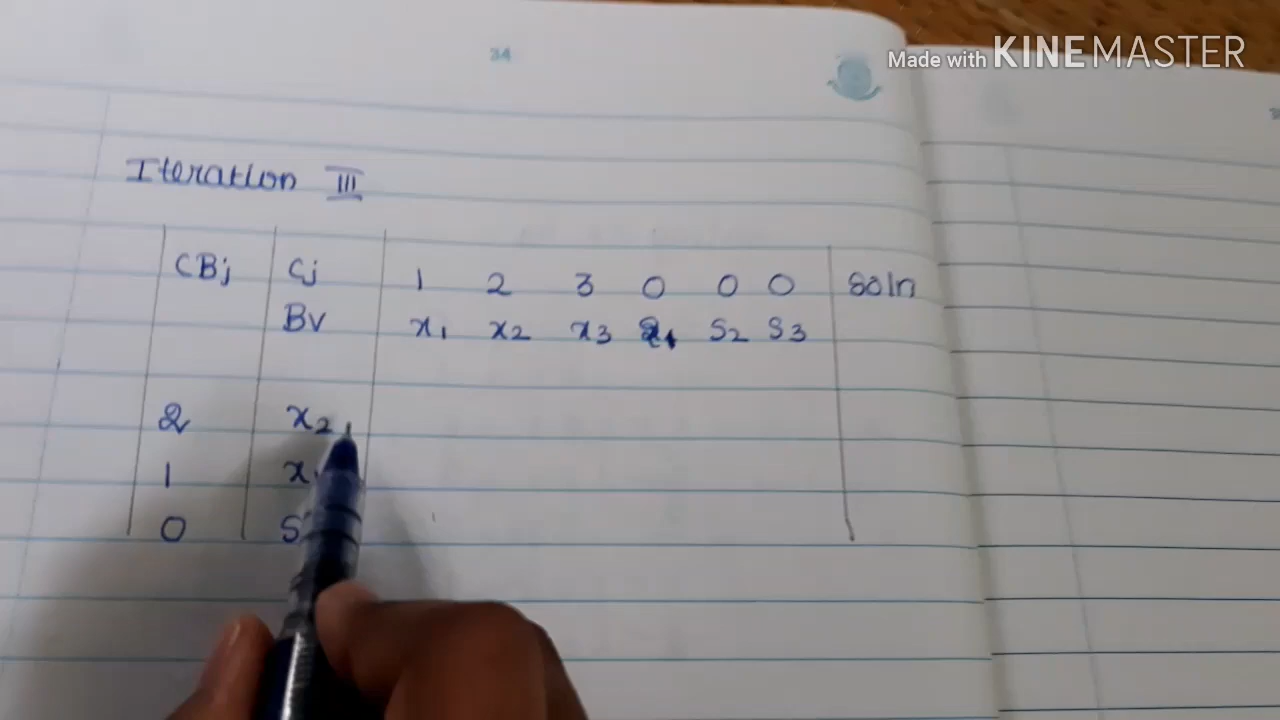 34
Made with KINEMASTER
Iteration III
CBj Cj 1 2 3 0 0 0 Soln
BV x1 x2 x3 S2 S3
2 x2
1 x
0 S